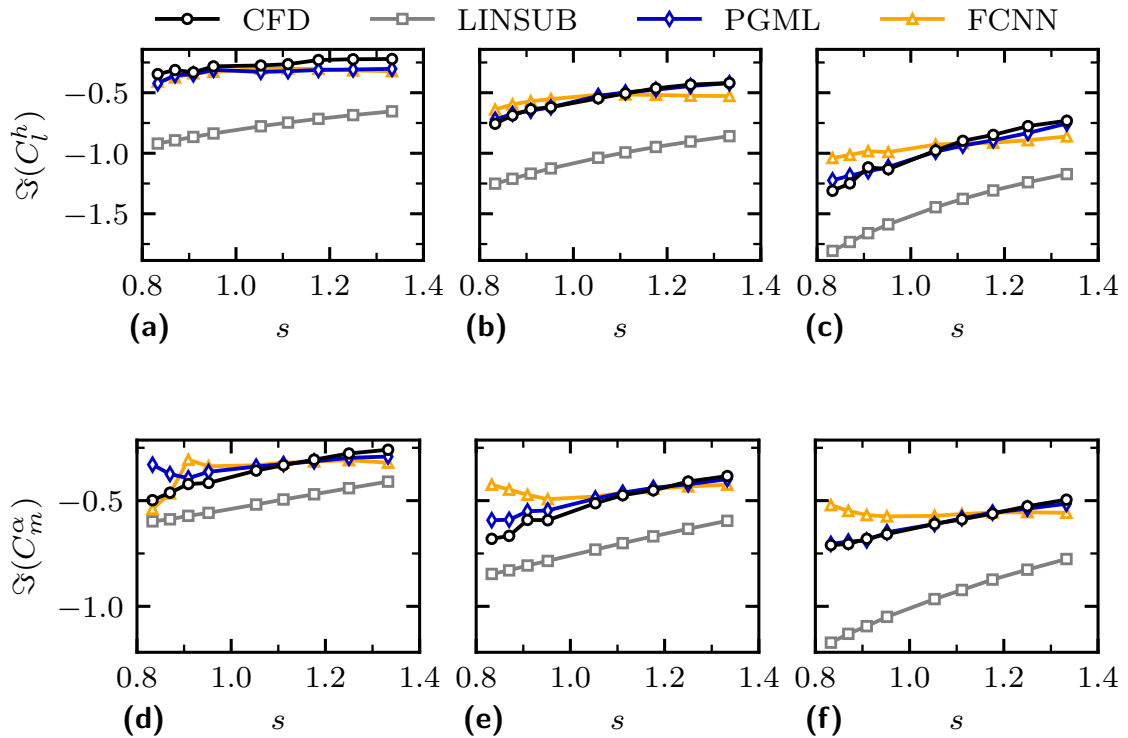 CFD LINSUB PGML FCNN
ℑ(C_l^h)
−0.5
−1.0
−1.5
0.8 1.0 1.2 1.4 0.8 1.0 1.2 1.4 0.8 1.0 1.2 1.4
(a) s (b) s (c) s
ℑ(C_m^α)
−0.5
−1.0
0.8 1.0 1.2 1.4 0.8 1.0 1.2 1.4 0.8 1.0 1.2 1.4
(d) s (e) s (f) s